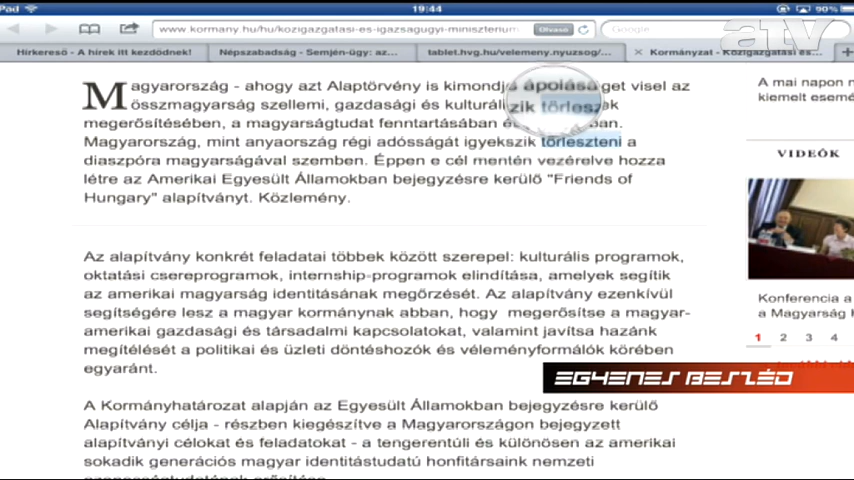 Pad
19:44
90%
atv
www.kormany.hu/hu/kozigazgatasi-es-igazsagugyi-miniszterium
Olvasó
Google
Hírkereső - A hírek itt kezdődnek!
Népszabadság - Semjén-ügy: az...
tablet.hvg.hu/velemeny.nyuzsog/...
Kormányzat - Közigazgatási és...
Magyarország - ahogy azt Alaptörvény is kimondja ápolása get visel az
összmagyarság szellemi, gazdasági és kulturáli zik törlesz ek
megerősítésében, a magyarságtudat fenntartásában é ban.
Magyarország, mint anyaország régi adósságát igyekszik törleszteni a
diaszpóra magyarságával szemben. Éppen e cél mentén vezérelve hozza
létre az Amerikai Egyesült Államokban bejegyzésre kerülő "Friends of
Hungary" alapítványt. Közlemény.
Az alapítvány konkrét feladatai többek között szerepel: kulturális programok,
oktatási csereprogramok, internship-programok elindítása, amelyek segítik
az amerikai magyarság identitásának megőrzését. Az alapítvány ezenkívül
segítségére lesz a magyar kormánynak abban, hogy megerősítse a magyar-
amerikai gazdasági és társadalmi kapcsolatokat, valamint javítsa hazánk
megítélését a politikai és üzleti döntéshozók és véleményformálók körében
egyaránt.
A Kormányhatározat alapján az Egyesült Államokban bejegyzésre kerülő
Alapítvány célja - részben kiegészítve a Magyarországon bejegyzett
alapítványi célokat és feladatokat - a tengerentúli és különösen az amerikai
sokadik generációs magyar identitástudatú honfitársaink nemzeti
A mai napon
kiemelt esemé
VIDEÓK
Konferencia a
a Magyarság
1 2 3 4
EGYENES BESZÉD